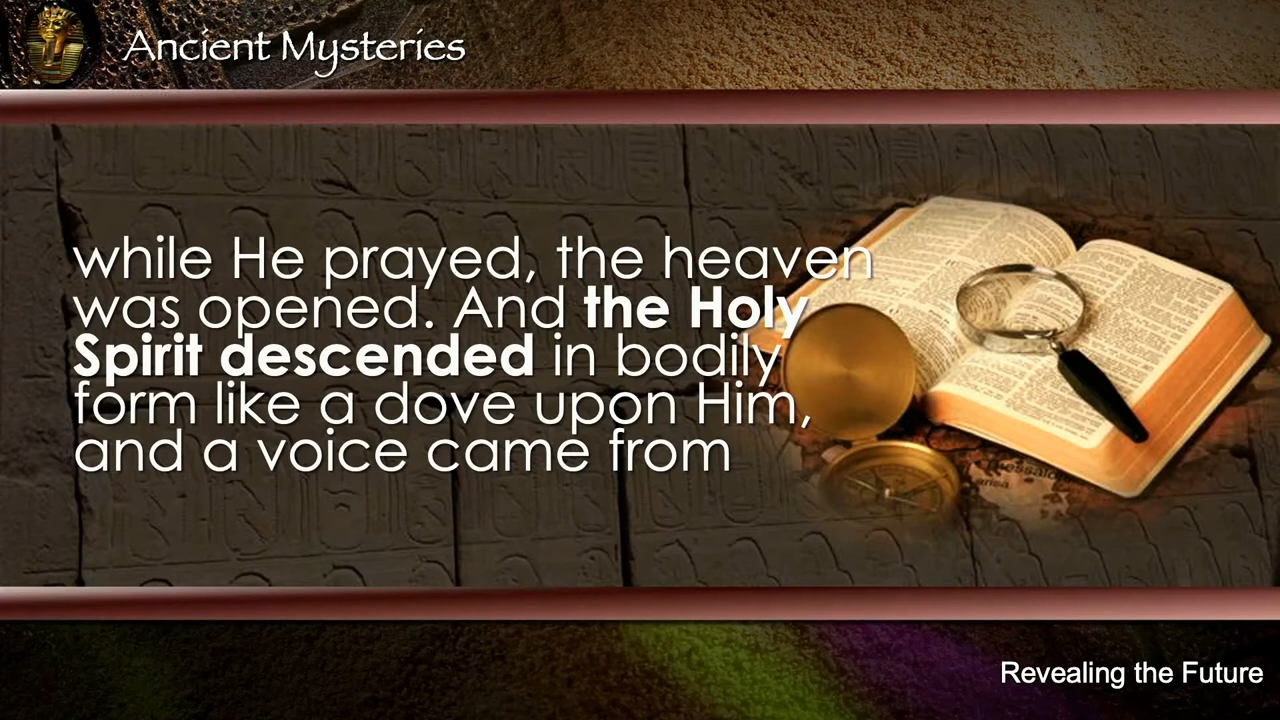 Ancient Mysteries
while He prayed, the heaven
was opened. And the Holy
Spirit descended in bodily
form like a dove upon Him,
and a voice came from
Revealing the Future